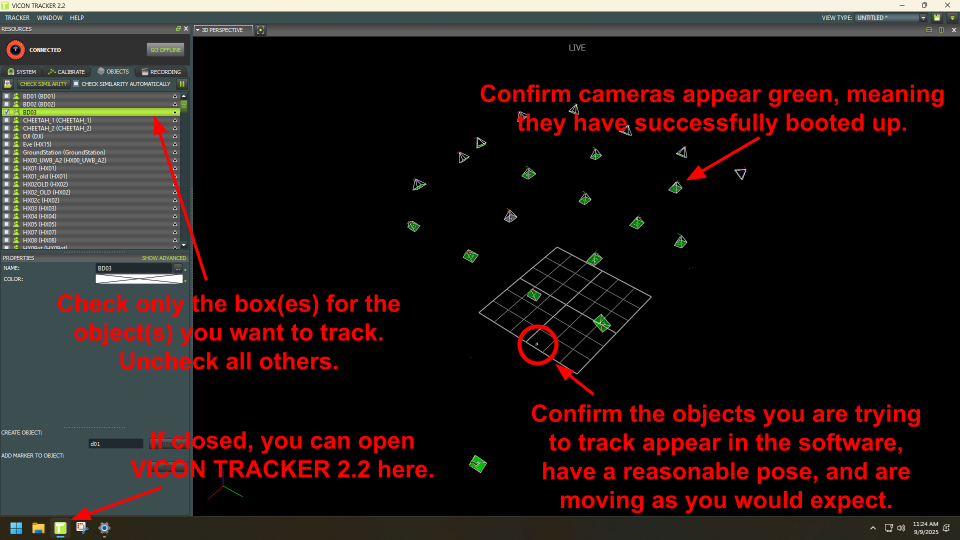 VICON TRACKER 2.2
TRACKER WINDOW HELP
VIEW TYPE: UNTITLED *
RESOURCES
3D PERSPECTIVE
CONNECTED
GO OFFLINE
LIVE
SYSTEM CALIBRATE OBJECTS RECORDING
CHECK SIMILARITY CHECK SIMILARITY AUTOMATICALLY
BD01 (BD01)
BD02 (BD02)
BD03
CHEETAH_1 (CHEETAH_1)
CHEETAH_2 (CHEETAH_2)
DJI (DJI)
Eve (HX15)
GroundStation (GroundStation)
HX00_UWB_A2 (HX00_UWB_A2)
HX01 (HX01)
HX01_old (HX01)
HX02OLD (HX02)
HX02_OLD (HX02)
HX02c (HX02)
HX03 (HX03)
HX04 (HX04)
HX05 (HX05)
HX07 (HX07)
HX08 (HX08)
Confirm cameras appear green, meaning
they have successfully booted up.
PROPERTIES
SHOW ADVANCED
NAME:
BD03
COLOR:
Check only the box(es) for the
object(s) you want to track.
Uncheck all others.
Confirm the objects you are trying
to track appear in the software,
have a reasonable pose, and are
moving as you would expect.
CREATE OBJECT:
d01
ADD MARKER TO OBJECT:
If closed, you can open
VICON TRACKER 2.2 here.
11:24 AM
9/9/2025